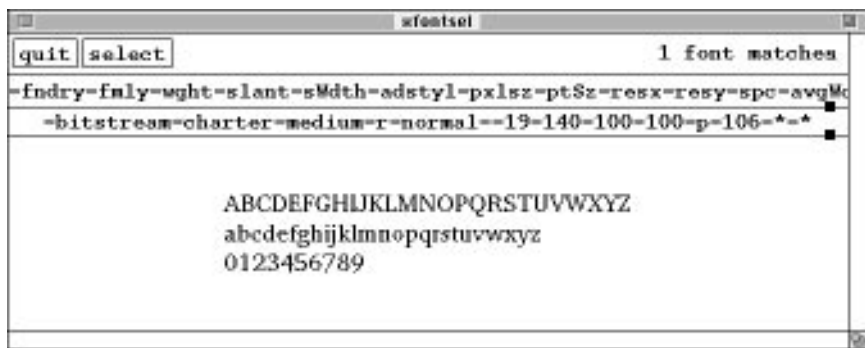 xfontsel
quit select 1 font matches
-fndry-fmly-wght-slant-sWdth-adstyl-pxlsz-ptSz-resx-resy-spc-avgWd
-bitstream-charter-medium-r-normal--19-140-100-100-p-106-*-*
ABCDEFGHIJKLMNOPQRSTUVWXYZ
abcdefghijklmnopqrstuvwxyz
0123456789